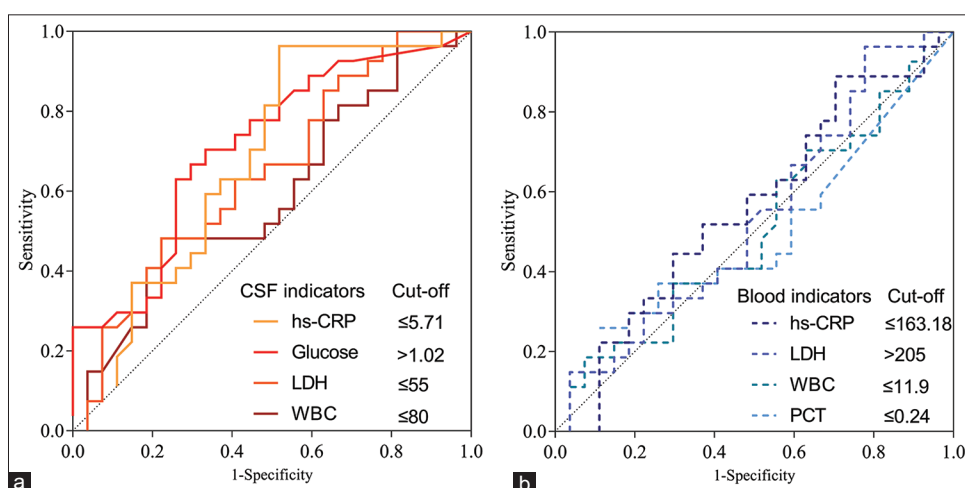 1.0
0.8
0.6
0.4
0.2
0.0
Sensitivity
CSF indicators Cut-off
hs-CRP ≤5.71
Glucose >1.02
LDH ≤55
WBC ≤80
0.0 0.2 0.4 0.6 0.8 1.0
1-Specificity
a
1.0
0.8
0.6
0.4
0.2
0.0
Sensitivity
Blood indicators Cut-off
hs-CRP ≤163.18
LDH >205
WBC ≤11.9
PCT ≤0.24
0.0 0.2 0.4 0.6 0.8 1.0
1-Specificity
b